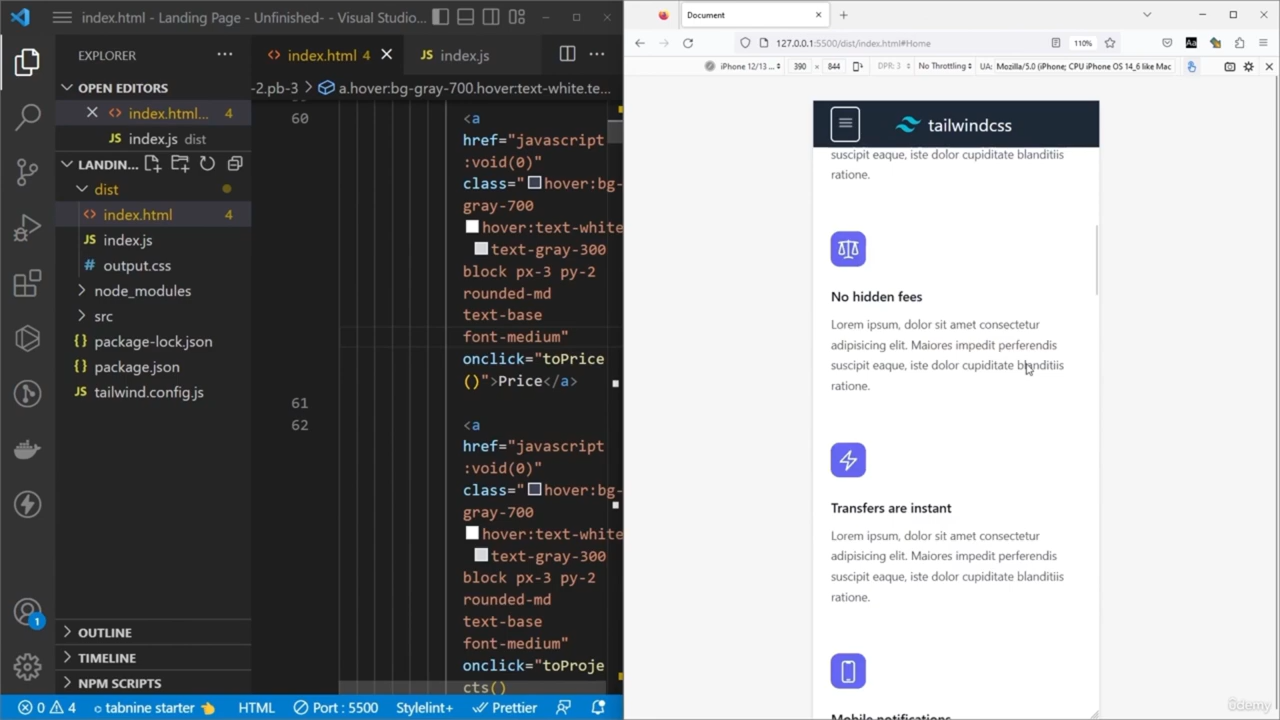 index.html - Landing Page - Unfinished - Visual Studio...
EXPLORER
index.html 4
index.js
OPEN EDITORS
-2.pb-3 > a.hover:bg-gray-700.hover:text-white.te...
index.html... 4
index.js dist
LANDIN...
dist
index.html 4
index.js
output.css
node_modules
src
package-lock.json
package.json
tailwind.config.js
OUTLINE
TIMELINE
NPM SCRIPTS
1
60
<a
href="javascript
:void(0)"
class="hover:bg-
gray-700
hover:text-white
text-gray-300
block px-3 py-2
rounded-md
text-base
font-medium"
onclick="toPrice
()">Price</a>
61
62
<a
href="javascript
:void(0)"
class="hover:bg-
gray-700
hover:text-white
text-gray-300
block px-3 py-2
rounded-md
text-base
font-medium"
onclick="toProje
cts()
0 4 tabnine starter HTML Port : 5500 Stylelint+ Prettier
Document
127.0.0.1:5500/dist/index.html#Home
110%
Aa
iPhone 12/13 ... 390 × 844 DPR: 3 No Throttling UA: Mozilla/5.0 (iPhone; CPU iPhone OS 14_6 like Mac
tailwindcss
suscipit eaque, iste dolor cupiditate blanditiis
ratione.
No hidden fees
Lorem ipsum, dolor sit amet consectetur
adipisicing elit. Maiores impedit perferendis
suscipit eaque, iste dolor cupiditate blanditiis
ratione.
Transfers are instant
Lorem ipsum, dolor sit amet consectetur
adipisicing elit. Maiores impedit perferendis
suscipit eaque, iste dolor cupiditate blanditiis
ratione.
Mobile notifications
ûdemy